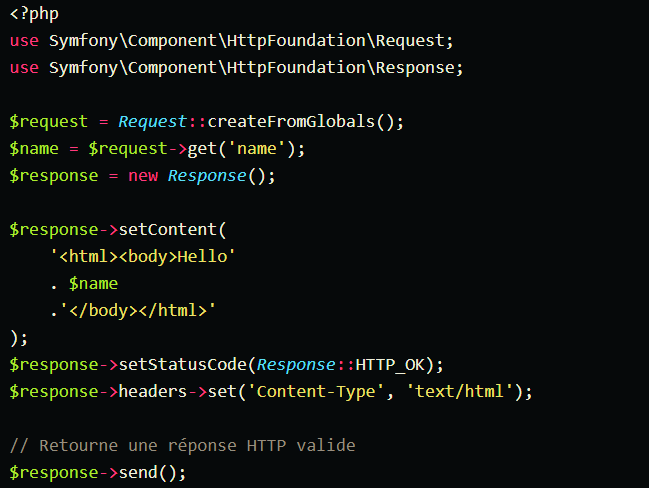 <?php
use Symfony\Component\HttpFoundation\Request;
use Symfony\Component\HttpFoundation\Response;

$request = Request::createFromGlobals();
$name = $request->get('name');
$response = new Response();

$response->setContent(
    '<html><body>Hello'
    . $name
    .'</body></html>'
);
$response->setStatusCode(Response::HTTP_OK);
$response->headers->set('Content-Type', 'text/html');

// Retourne une réponse HTTP valide
$response->send();